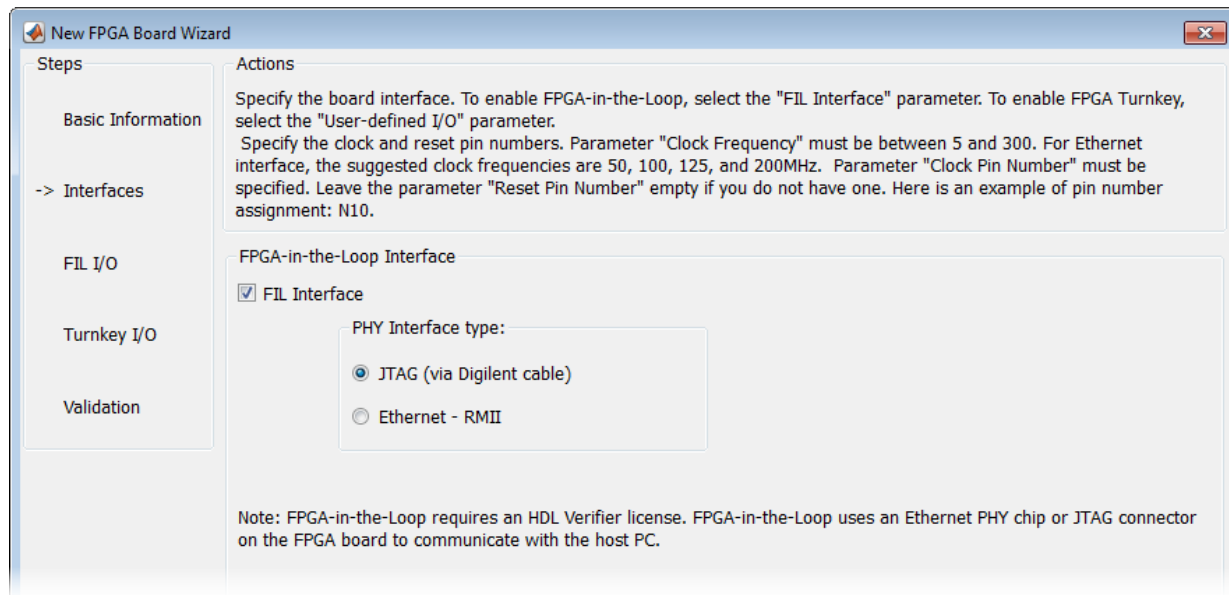 New FPGA Board Wizard
Steps
Basic Information
-> Interfaces
FIL I/O
Turnkey I/O
Validation
Actions
Specify the board interface. To enable FPGA-in-the-Loop, select the "FIL Interface" parameter. To enable FPGA Turnkey,
select the "User-defined I/O" parameter.
Specify the clock and reset pin numbers. Parameter "Clock Frequency" must be between 5 and 300. For Ethernet
interface, the suggested clock frequencies are 50, 100, 125, and 200MHz.  Parameter "Clock Pin Number" must be
specified. Leave the parameter "Reset Pin Number" empty if you do not have one. Here is an example of pin number
assignment: N10.
FPGA-in-the-Loop Interface
FIL Interface
PHY Interface type:
JTAG (via Digilent cable)
Ethernet - RMII
Note: FPGA-in-the-Loop requires an HDL Verifier license. FPGA-in-the-Loop uses an Ethernet PHY chip or JTAG connector
on the FPGA board to communicate with the host PC.